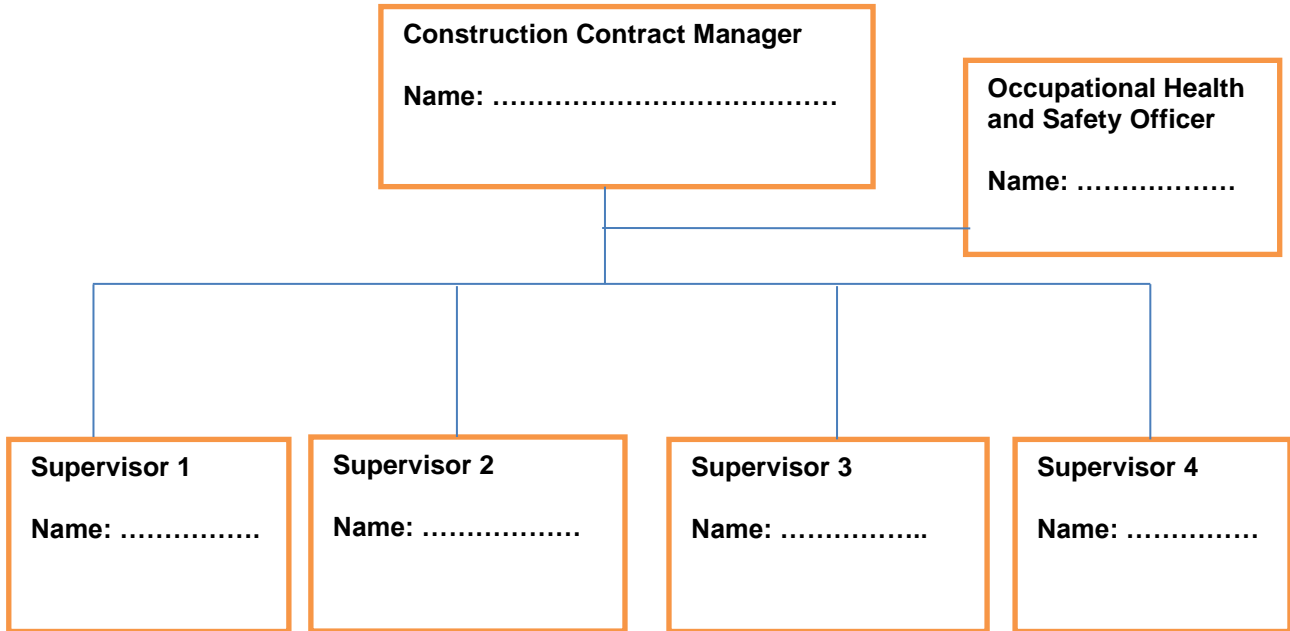 Construction Contract Manager
Name: …………………………………
Occupational Health
and Safety Officer
Name: ………………
Supervisor 1
Name: …………….
Supervisor 2
Name: ………………
Supervisor 3
Name: ……………..
Supervisor 4
Name: ……………